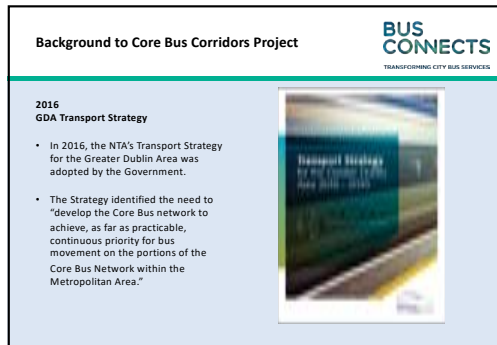 Background to Core Bus Corridors Project
BUS
CONNECTS
TRANSFORMING CITY BUS SERVICES
2016
GDA Transport Strategy
• In 2016, the NTA's Transport Strategy
for the Greater Dublin Area was
adopted by the Government.
• The Strategy identified the need to
“develop the Core Bus network to
achieve, as far as practicable,
continuous priority for bus
movement on the portions of the
Core Bus Network within the
Metropolitan Area.”
Transport Strategy